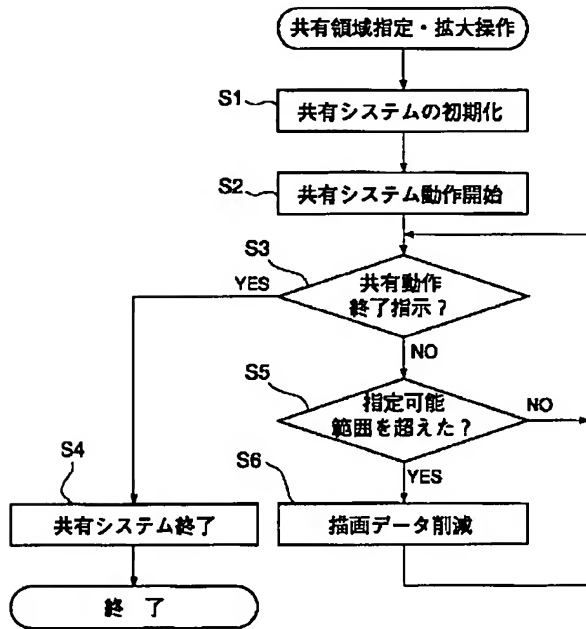 共有領域指定・拡大操作
S1
共有システムの初期化
S2
共有システム動作開始
S3
共有動作
終了指示？
YES
NO
S5
指定可能
範囲を超えた？
NO
YES
S4
共有システム終了
S6
描画データ削減
終 了